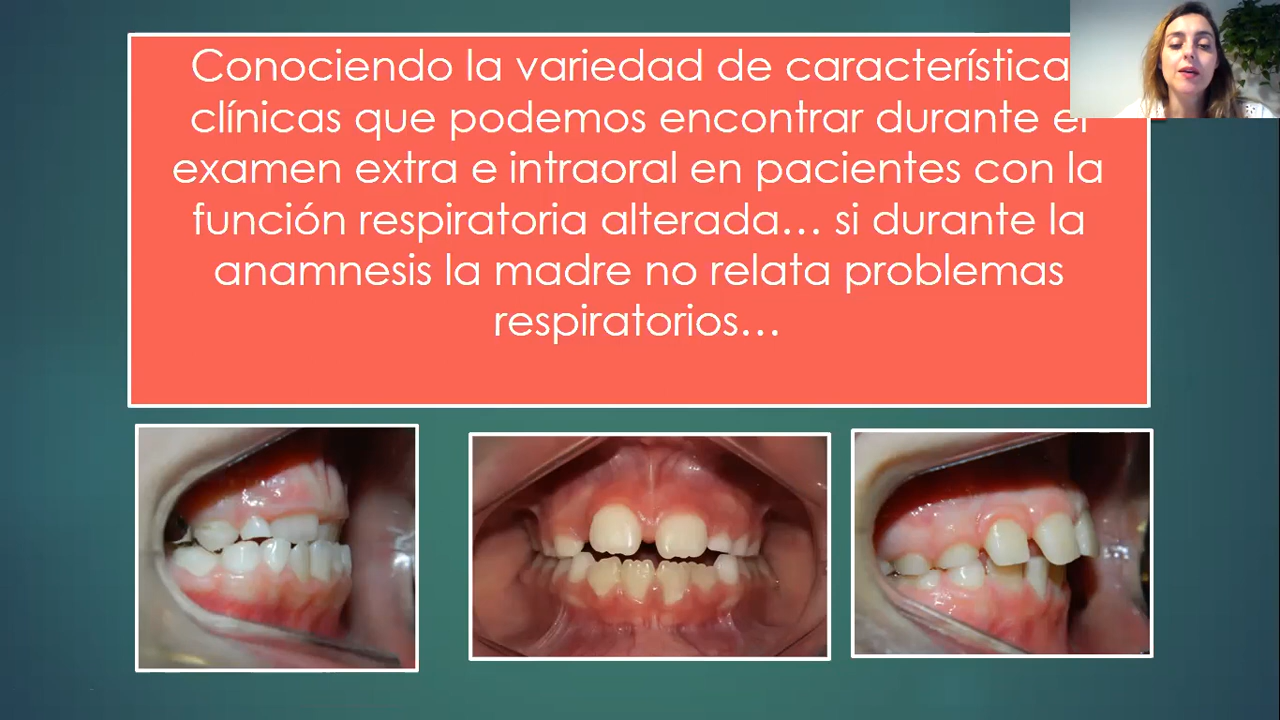 Conociendo la variedad de característica
clínicas que podemos encontrar durante el
examen extra e intraoral en pacientes con la
función respiratoria alterada… si durante la
anamnesis la madre no relata problemas
respiratorios…